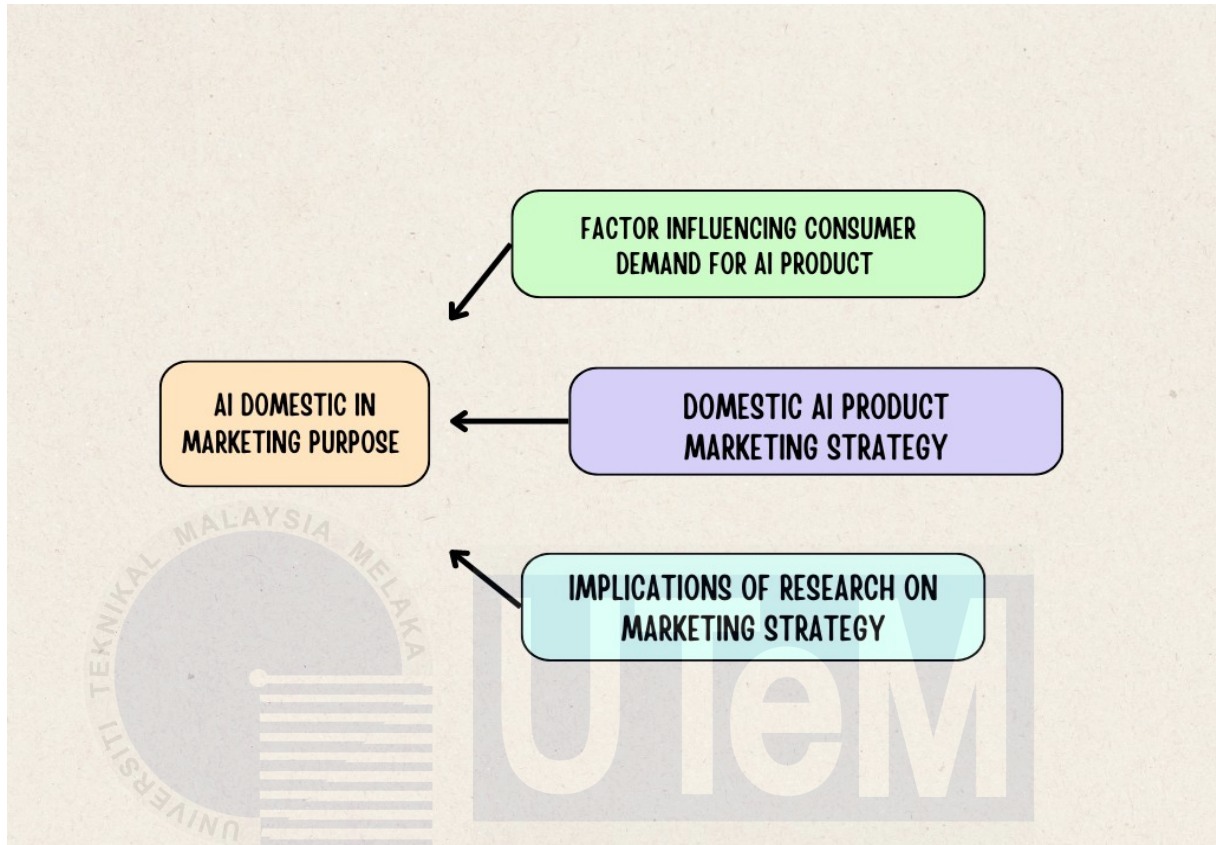 FACTOR INFLUENCING CONSUMER
DEMAND FOR AI PRODUCT
AI DOMESTIC IN
MARKETING PURPOSE
DOMESTIC AI PRODUCT
MARKETING STRATEGY
IMPLICATIONS OF RESEARCH ON
MARKETING STRATEGY
UNIVERSITI TEKNIKAL MALAYSIA MELAKA
UTeM